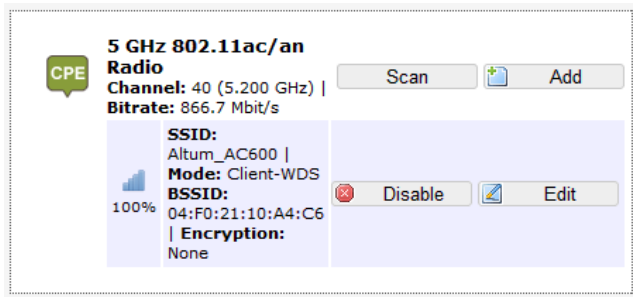 CPE
5 GHz 802.11ac/an
Radio
Channel: 40 (5.200 GHz) |
Bitrate: 866.7 Mbit/s
Scan
Add
100%
SSID:
Altum_AC600 |
Mode: Client-WDS
BSSID:
04:F0:21:10:A4:C6
| Encryption:
None
Disable
Edit